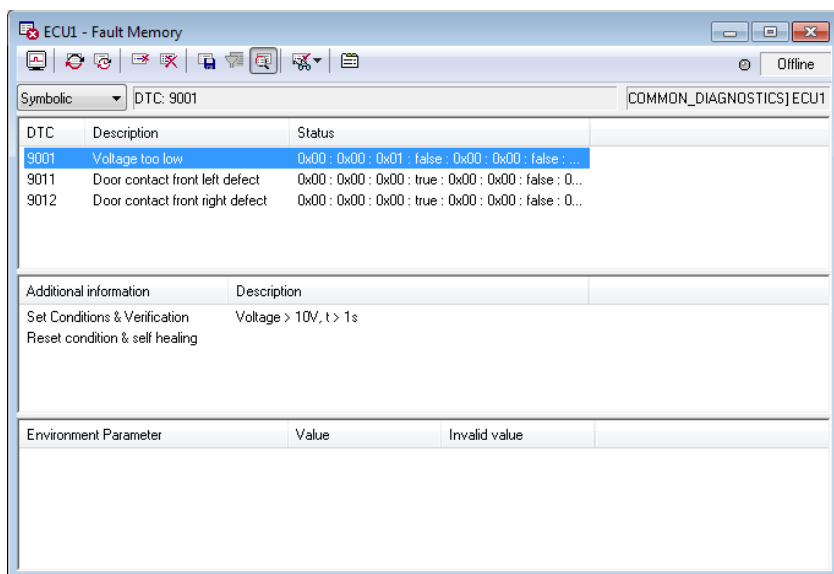 ECU1 - Fault Memory
Offline
Symbolic DTC: 9001 COMMON_DIAGNOSTICS] ECU1
DTC Description Status
9001 Voltage too low 0x00 : 0x00 : 0x01 : false : 0x00 : 0x00 : false : ...
9011 Door contact front left defect 0x00 : 0x00 : 0x00 : true : 0x00 : 0x00 : false : 0...
9012 Door contact front right defect 0x00 : 0x00 : 0x00 : true : 0x00 : 0x00 : false : 0...
Additional information Description
Set Conditions & Verification Voltage > 10V, t > 1s
Reset condition & self healing
Environment Parameter Value Invalid value